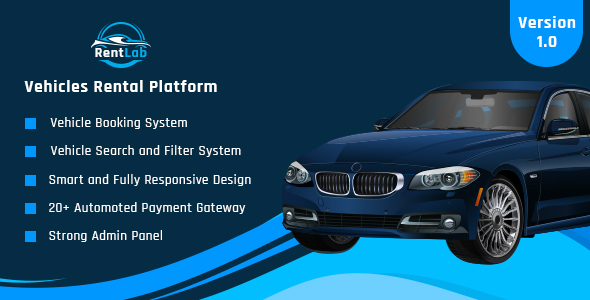 RentLab
Version
1.0
Vehicles Rental Platform
Vehicle Booking System
Vehicle Search and Filter System
Smart and Fully Responsive Design
20+ Automoted Payment Gateway
Strong Admin Panel